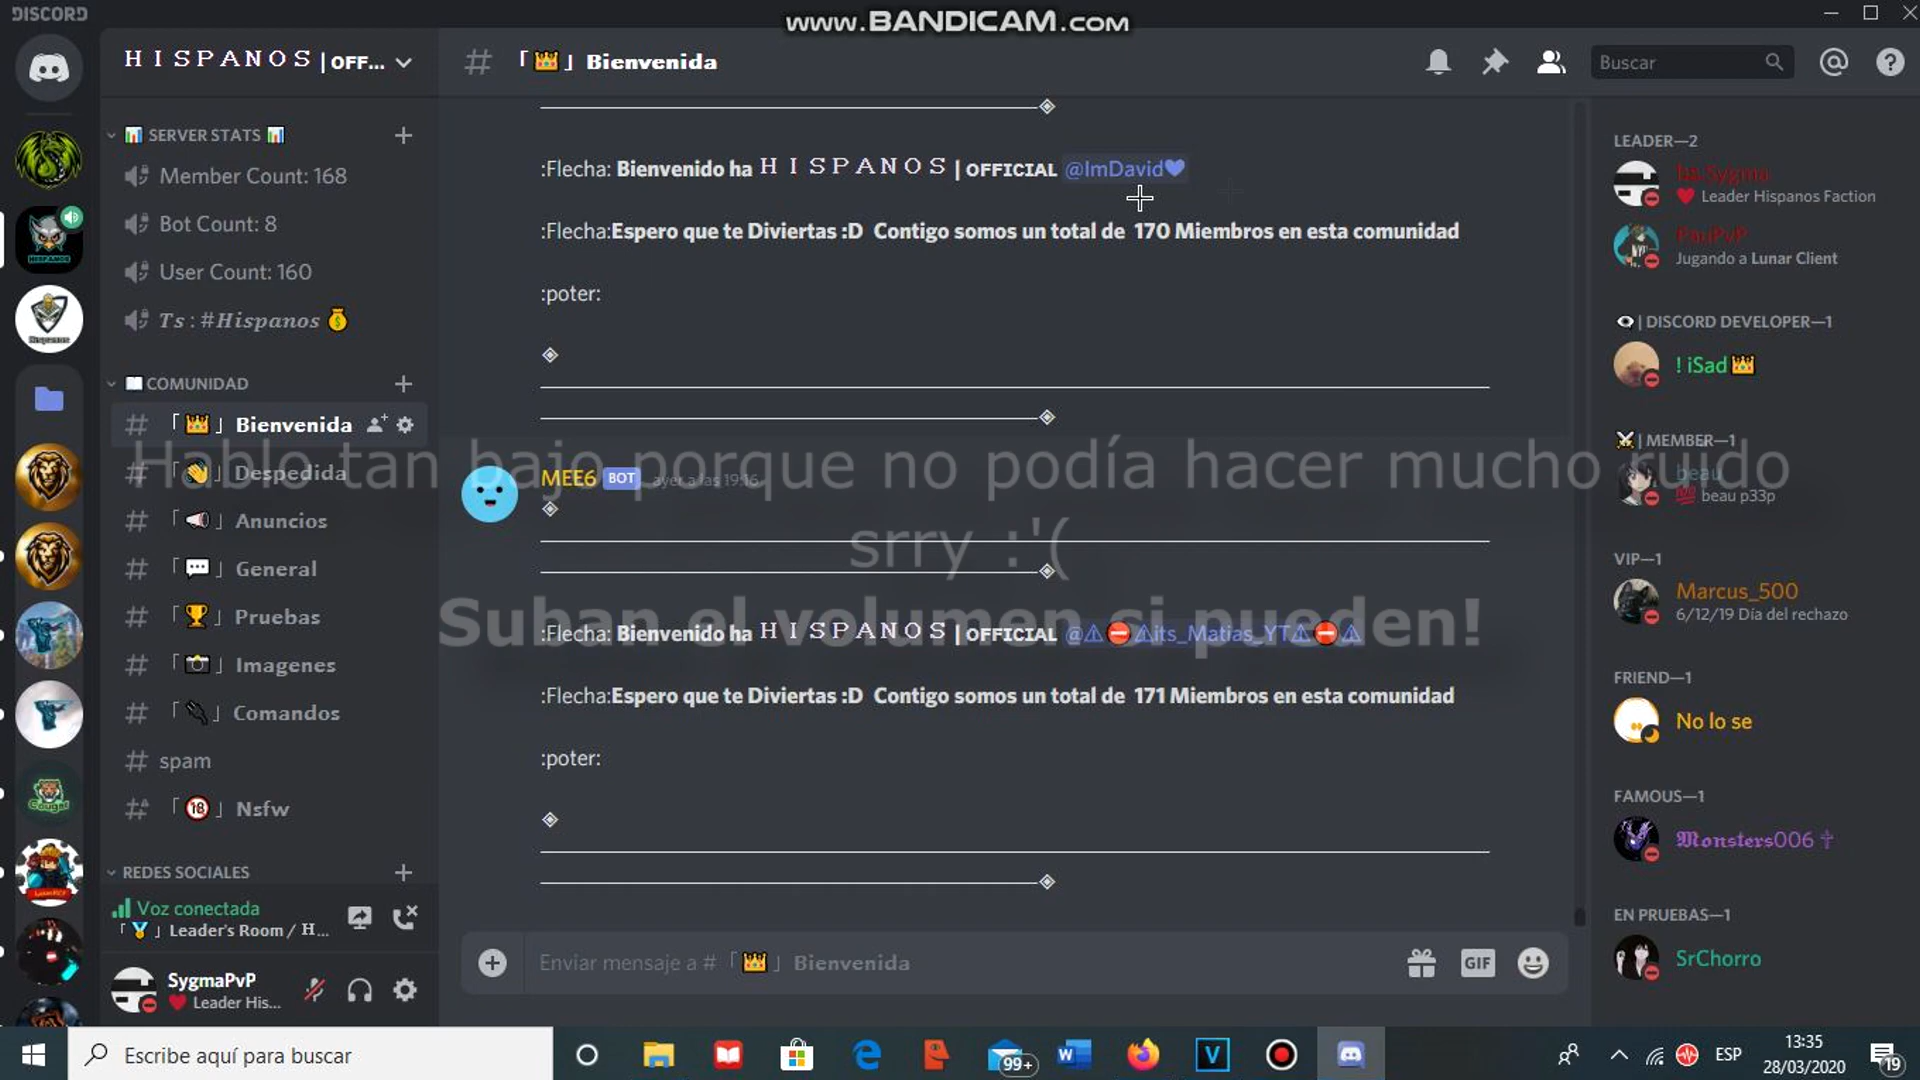 DISCORD
www.BANDICAM.com
H I S P A N O S | OFF...
「👑」 Bienvenida
Buscar
📊 SERVER STATS 📊
Member Count: 168
Bot Count: 8
User Count: 160
Ts : #Hispanos 💰
COMUNIDAD
「👑」 Bienvenida
「👋」 Despedida
「📢」 Anuncios
「💬」 General
「🏆」 Pruebas
「📷」 Imagenes
「🔌」 Comandos
spam
「🔞」 Nsfw
REDES SOCIALES
Voz conectada
「🏅」 Leader's Room / H...
SygmaPvP
Leader His...
:Flecha: Bienvenido ha H I S P A N O S | OFFICIAL @ImDavid💙
:Flecha:Espero que te Diviertas :D Contigo somos un total de 170 Miembros en esta comunidad
:poter:
Hablo tan bajo porque no podía hacer mucho ruido
srry :'(
Suban el volumen si pueden!
MEE6 BOT ayer a las 19:16
:Flecha: Bienvenido ha H I S P A N O S | OFFICIAL @⚠⛔⚠its_Matias_YT⚠⛔⚠
:Flecha:Espero que te Diviertas :D Contigo somos un total de 171 Miembros en esta comunidad
:poter:
Enviar mensaje a # 「👑」 Bienvenida
GIF
LEADER—2
Leader Hispanos Faction
Jugando a Lunar Client
| DISCORD DEVELOPER—1
! iSad👑
⚔ | MEMBER—1
beau
💯 beau p33p
VIP—1
Marcus_500
6/12/19 Día del rechazo
FRIEND—1
No lo se
FAMOUS—1
𝕸𝖔𝖓𝖘𝖙𝖊𝖗𝖘006 ✝
EN PRUEBAS—1
SrChorro
Escribe aquí para buscar
99+
ESP
13:35
28/03/2020
19